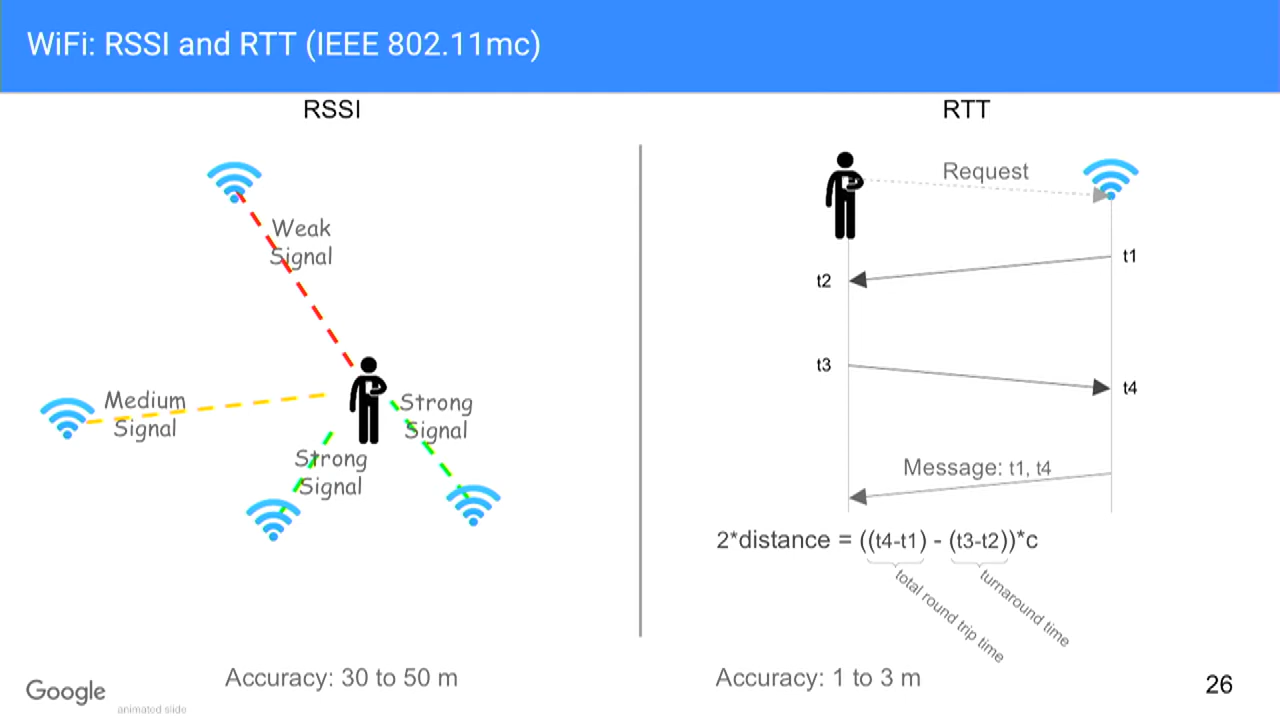 WiFi: RSSI and RTT (IEEE 802.11mc)
RSSI
Weak
Signal
Medium
Signal
Strong
Signal
Strong
Signal
Accuracy: 30 to 50 m
RTT
Request
t1
t2
t3
t4
Message: t1, t4
2*distance = ((t4-t1) - (t3-t2))*c
total round trip time
turnaround time
Accuracy: 1 to 3 m
Google
animated slide
26